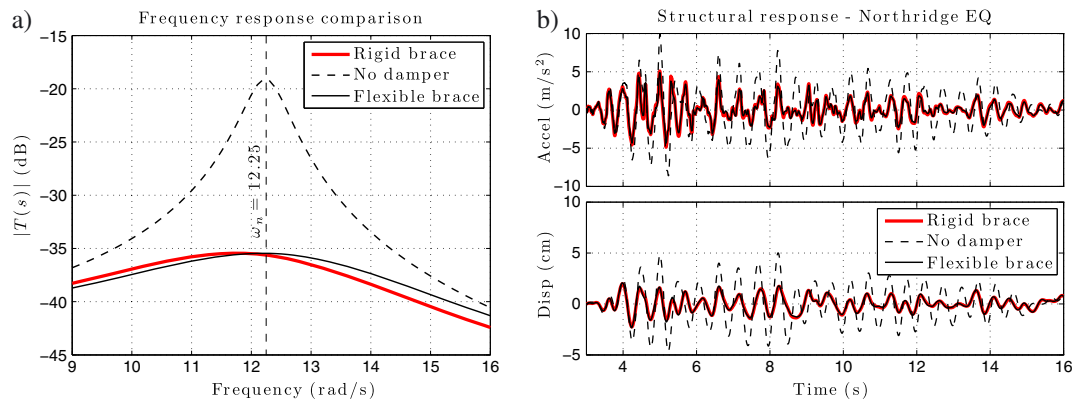 a)
Frequency response comparison
−15
−20
−25
−30
−35
−40
−45
|T(s)| (dB)
Rigid brace
No damper
Flexible brace
ωn = 12.25
9 10 11 12 13 14 15 16
Frequency (rad/s)
b)
Structural response - Northridge EQ
10
5
0
−5
−10
Accel (m/s²)
10
5
0
−5
Disp (cm)
Rigid brace
No damper
Flexible brace
4 6 8 10 12 14 16
Time (s)